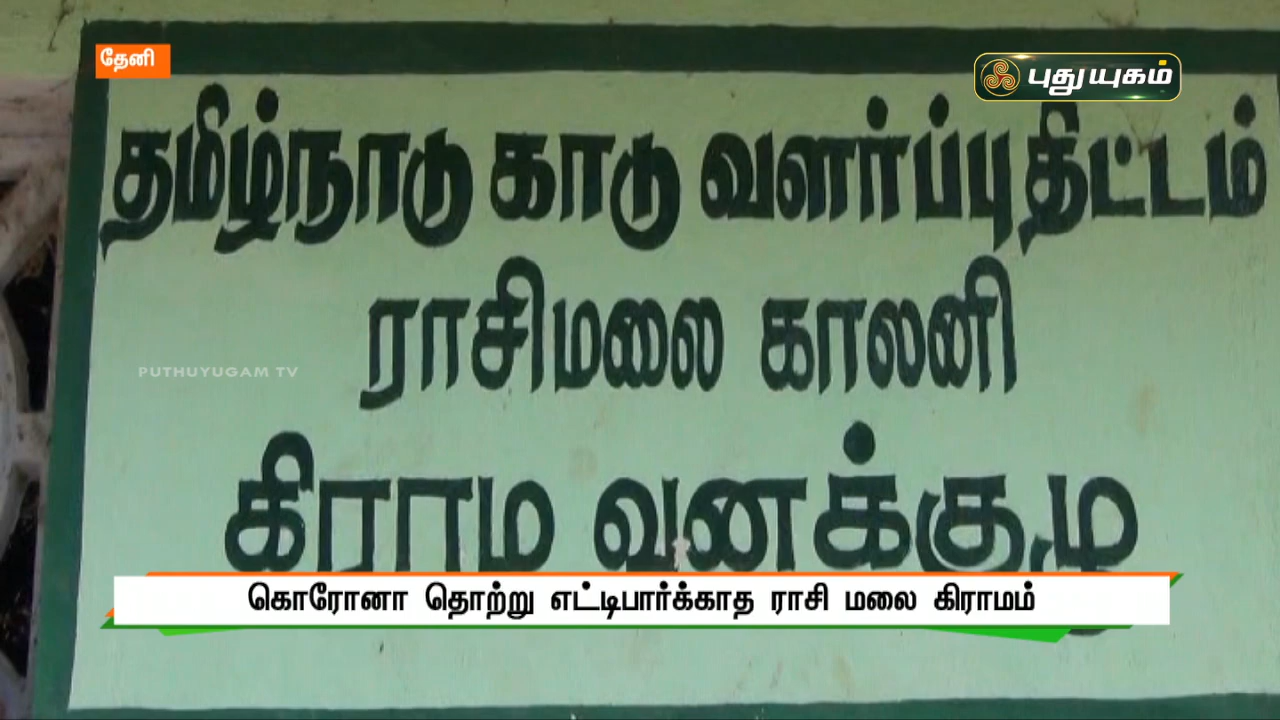 தேனி
புதுயுகம்
தமிழ்நாடு காடு வளர்ப்பு திட்டம்
ராசிமலை காலனி
PUTHUYUGAM TV
கிராம வனக்குழு
கொரோனா தொற்று எட்டிபார்க்காத ராசி மலை கிராமம்